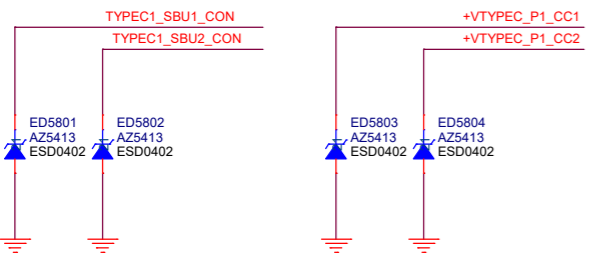 TYPEC1_SBU1_CON
TYPEC1_SBU2_CON
+VTYPEC_P1_CC1
+VTYPEC_P1_CC2
ED5801
AZ5413
ESD0402
ED5802
AZ5413
ESD0402
ED5803
AZ5413
ESD0402
ED5804
AZ5413
ESD0402